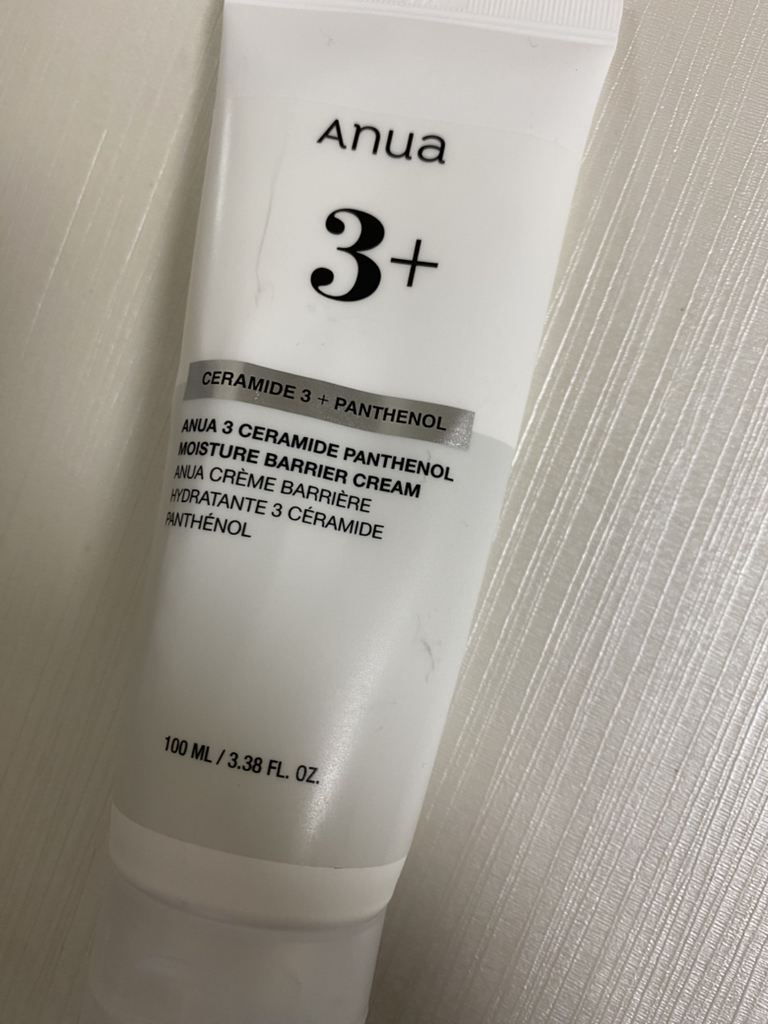 Anua
3+
CERAMIDE 3 + PANTHENOL
ANUA 3 CERAMIDE PANTHENOL
MOISTURE BARRIER CREAM
ANUA CRÈME BARRIÈRE
HYDRATANTE 3 CÉRAMIDE
PANTHÉNOL
100 ML / 3.38 FL. OZ.